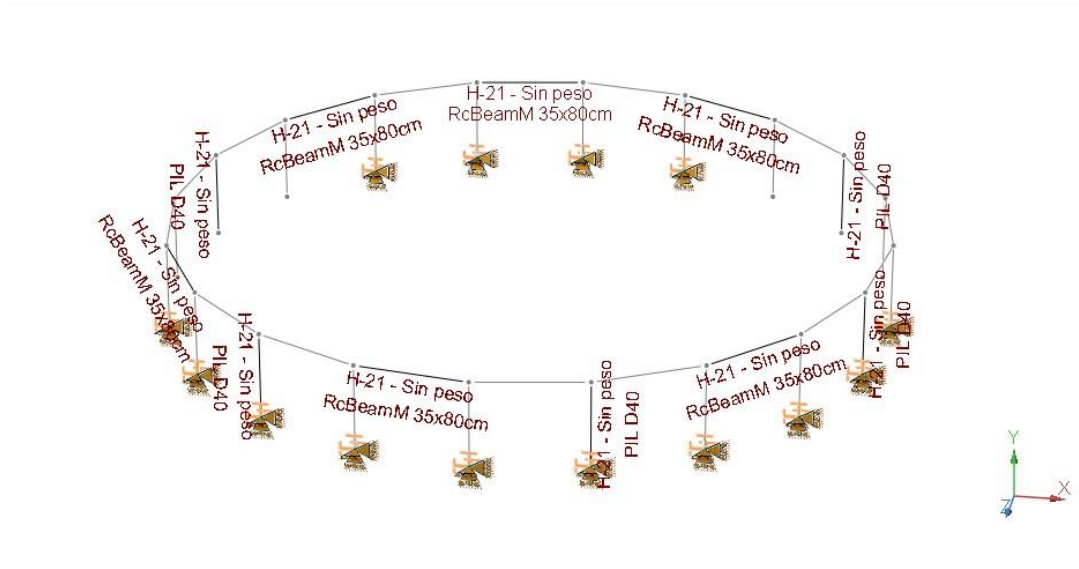 H-21 - Sin peso
RcBeamM 35x80cm
H-21 - Sin peso
RcBeamM 35x80cm
H-21 - Sin peso
RcBeamM 35x80cm
H-21 - Sin peso
PIL D40
H-21 - Sin peso
PIL D40
H-21 - Sin peso
RcBeamM 35x80cm
H-21 - Sin peso
PIL D40
H-21 - Sin peso
PIL D40
H-21 - Sin peso
RcBeamM 35x80cm
H-21 - Sin peso
PIL D40
H-21 - Sin peso
RcBeamM 35x80cm
Y
X
Z